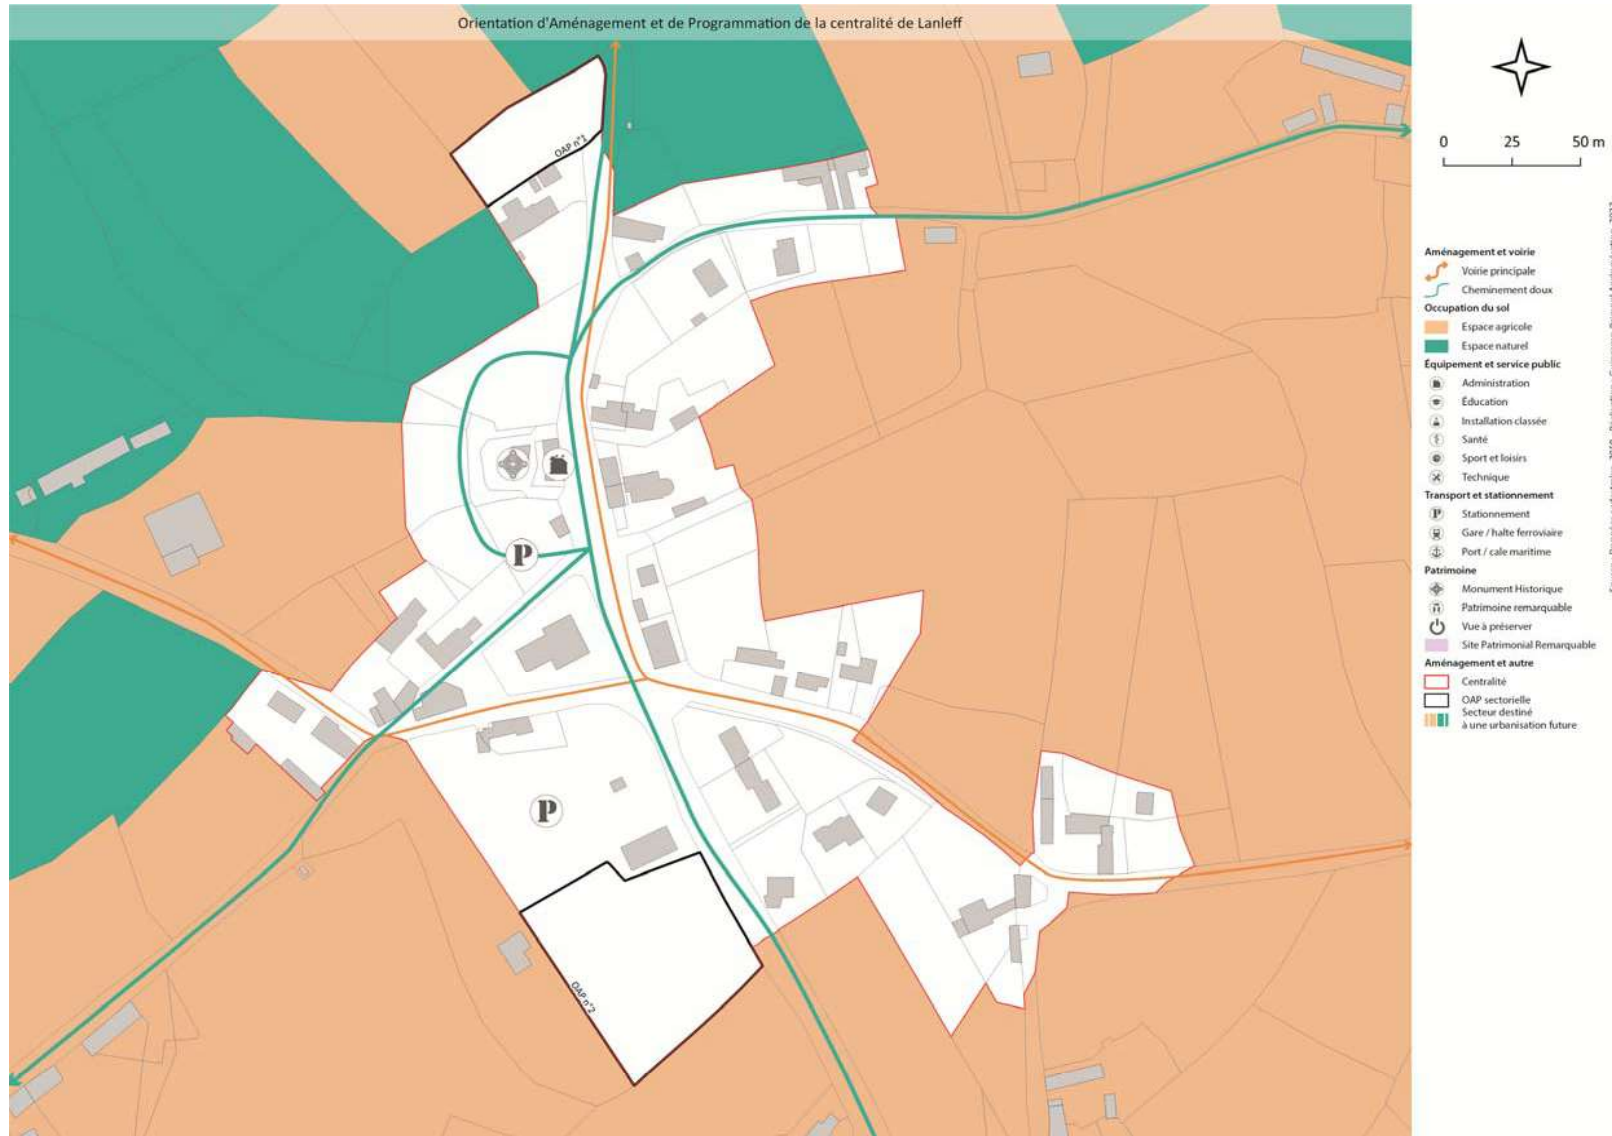 Orientation d'Aménagement et de Programmation de la centralité de Lanleff
OAP n°1
P
P
OAP n°2
0 25 50 m
Aménagement et voirie
Voirie principale
Cheminement doux
Occupation du sol
Espace agricole
Espace naturel
Équipement et service public
Administration
Éducation
Installation classée
Santé
Sport et loisirs
Technique
Transport et stationnement
P Stationnement
Gare / halte ferroviaire
Port / cale maritime
Patrimoine
Monument Historique
Patrimoine remarquable
Vue à préserver
Site Patrimonial Remarquable
Aménagement et autre
Centralité
OAP sectorielle
Secteur destiné
à une urbanisation future